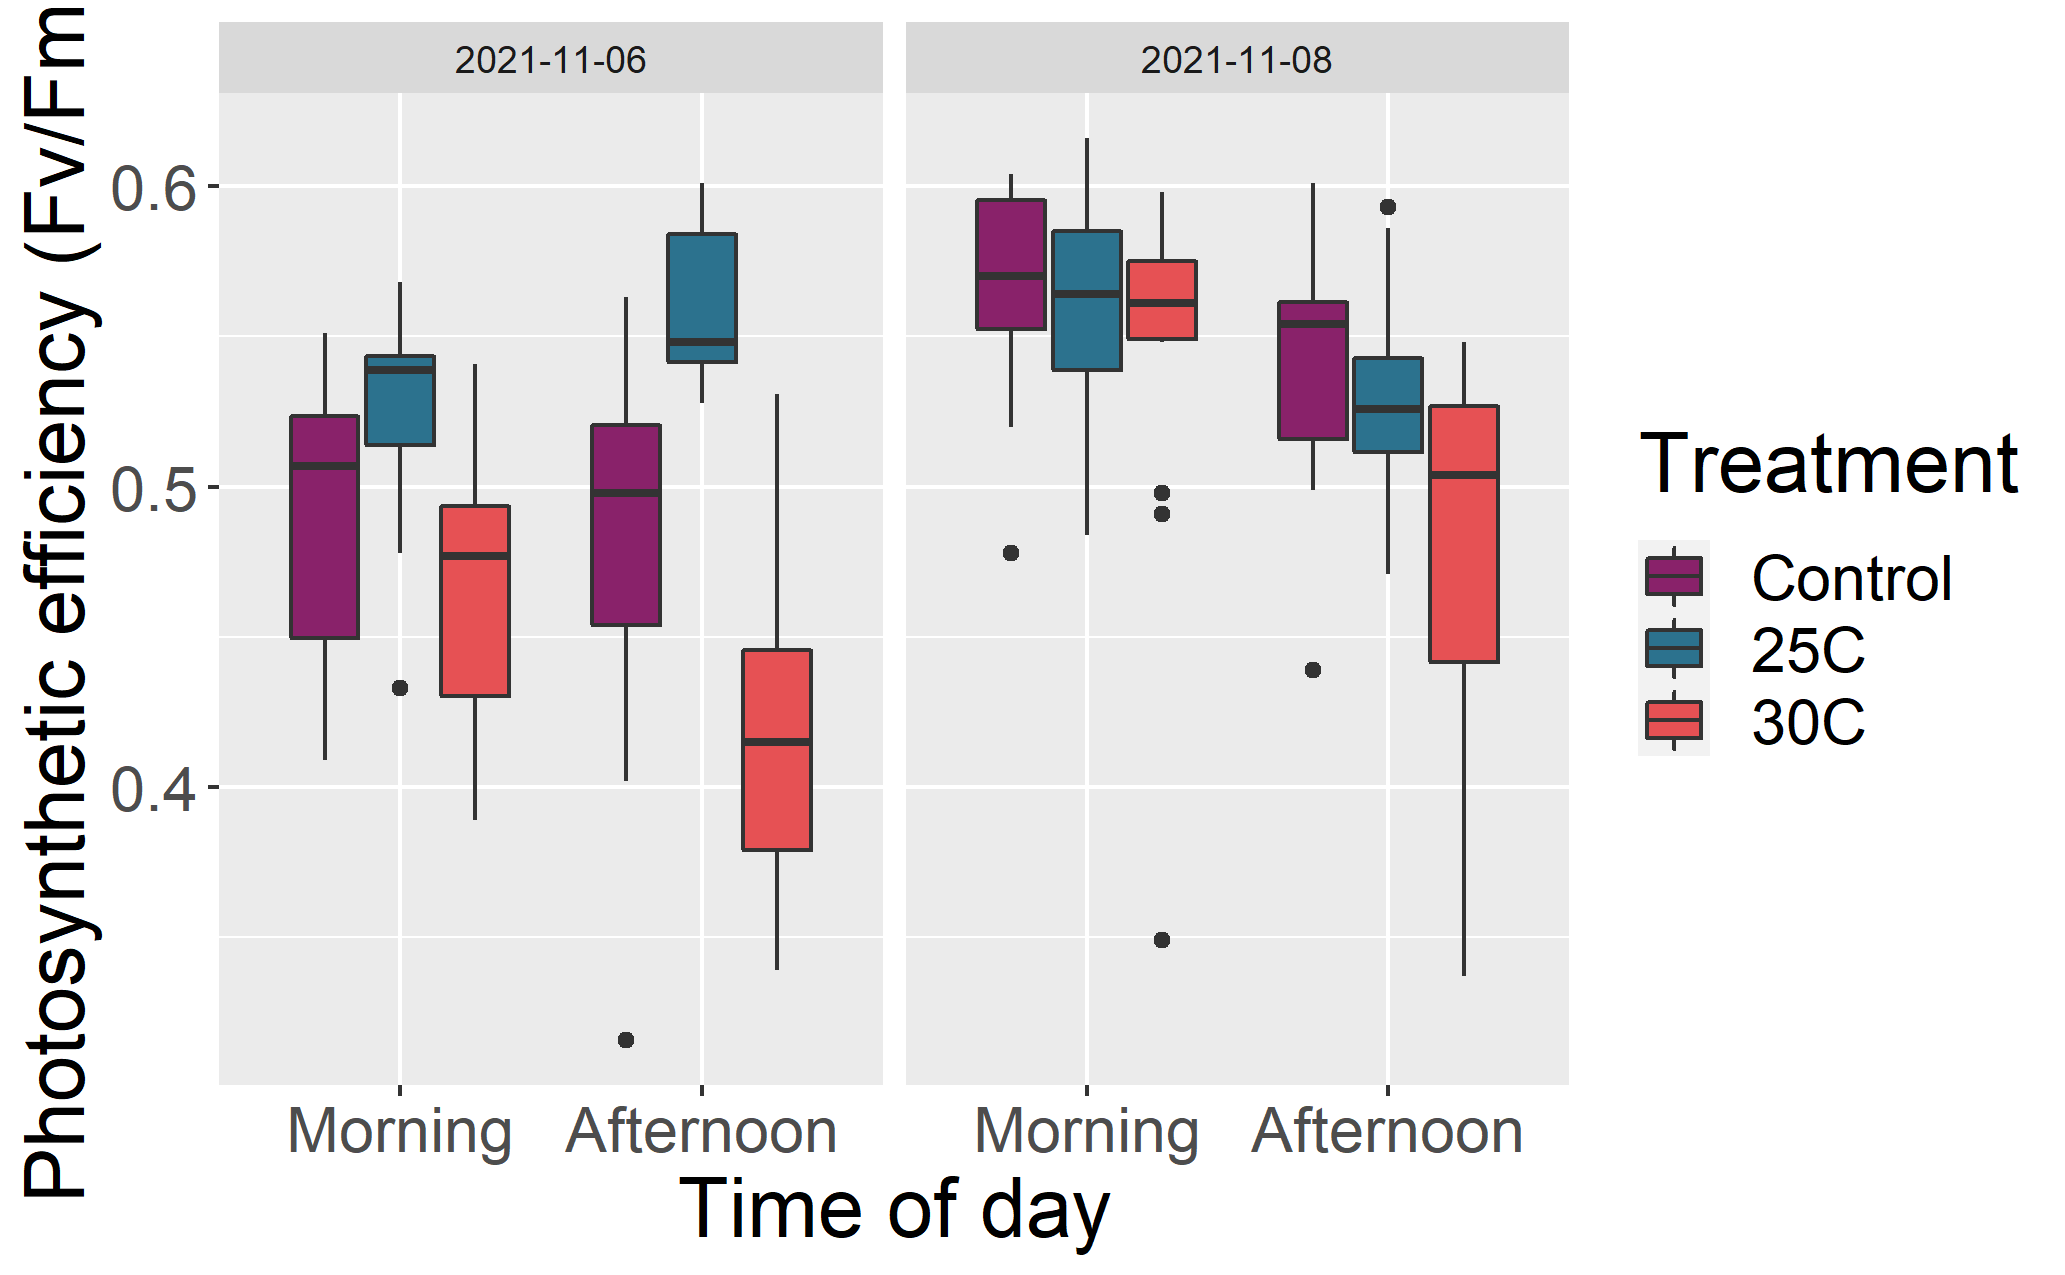 Photosynthetic efficiency (Fv/Fm
2021-11-06
2021-11-08
0.6
0.5
0.4
Morning
Afternoon
Morning
Afternoon
Time of day
Treatment
Control
25C
30C